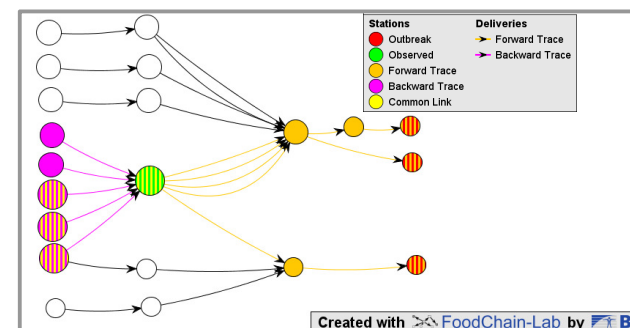 Stations
Deliveries
Outbreak
Forward Trace
Observed
Backward Trace
Forward Trace
Backward Trace
Common Link
Created with FoodChain-Lab by B